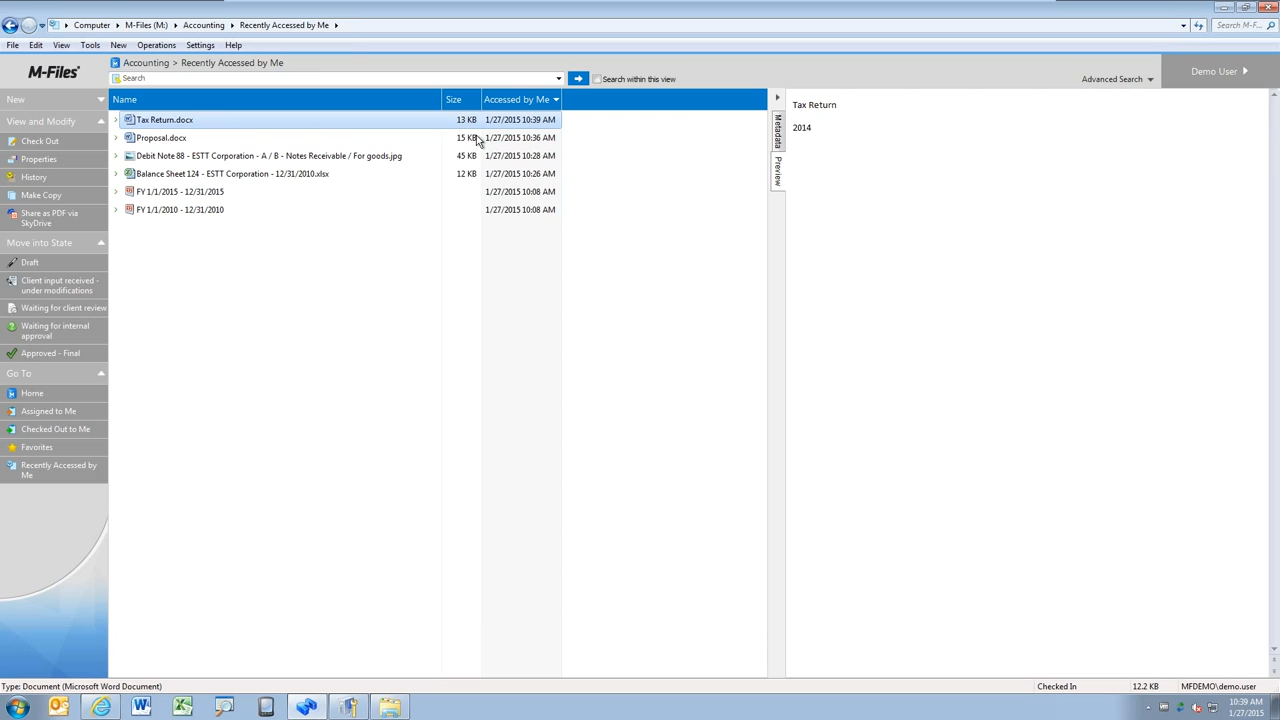 Computer ▸ M-Files (M:) ▸ Accounting ▸ Recently Accessed by Me ▸
Search M-F...
File Edit View Tools New Operations Settings Help
M-Files®
Accounting > Recently Accessed by Me
Search
Search within this view
Advanced Search
Demo User
New
View and Modify
Check Out
Properties
History
Make Copy
Share as PDF via
SkyDrive
Move into State
Draft
Client input received -
under modifications
Waiting for client review
Waiting for internal
approval
Approved - Final
Go To
Home
Assigned to Me
Checked Out to Me
Favorites
Recently Accessed by
Me
Name Size Accessed by Me
Tax Return.docx 13 KB 1/27/2015 10:39 AM
Proposal.docx 15 KB 1/27/2015 10:36 AM
Debit Note 88 - ESTT Corporation - A / B - Notes Receivable / For goods.jpg 45 KB 1/27/2015 10:28 AM
Balance Sheet 124 - ESTT Corporation - 12/31/2010.xlsx 12 KB 1/27/2015 10:26 AM
FY 1/1/2015 - 12/31/2015 1/27/2015 10:08 AM
FY 1/1/2010 - 12/31/2010 1/27/2015 10:08 AM
Metadata
Preview
Tax Return
2014
Type: Document (Microsoft Word Document) Checked In 12.2 KB MFDEMO\demo.user
10:39 AM
1/27/2015